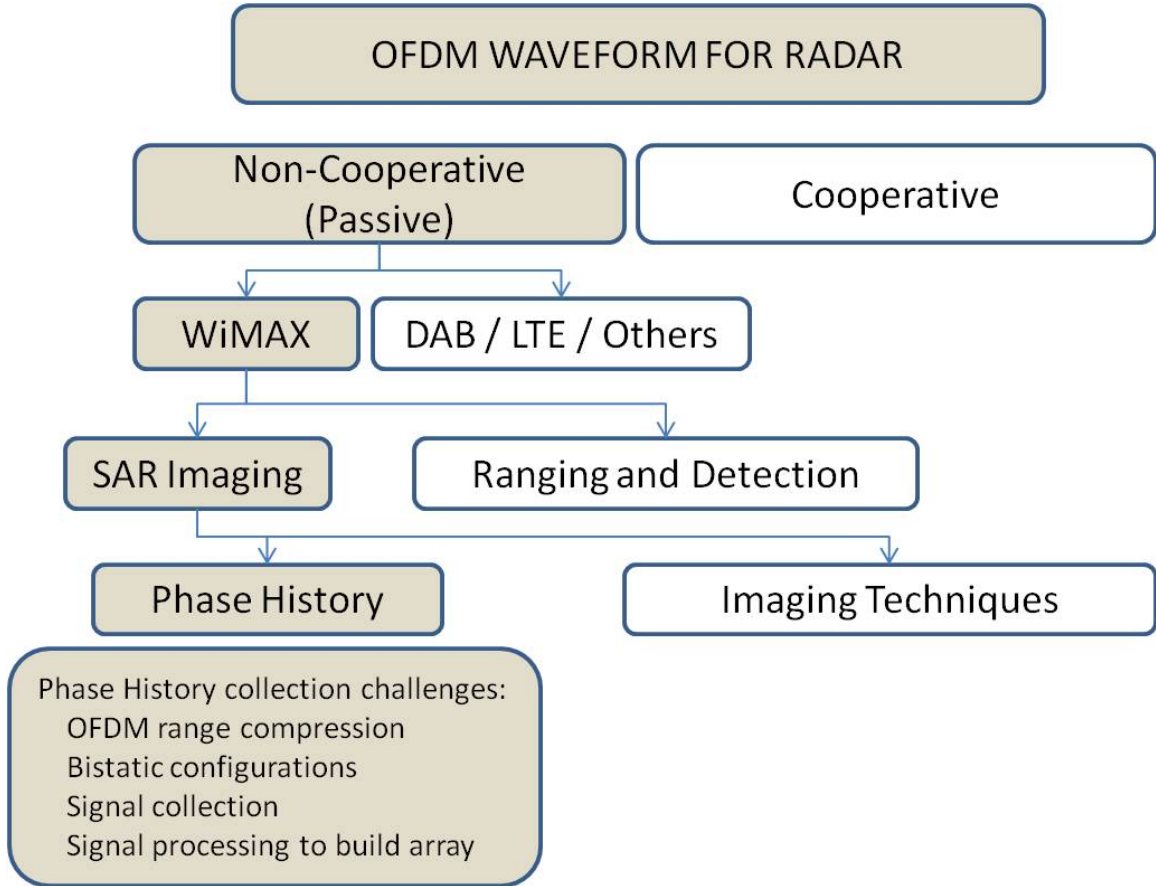 OFDM WAVEFORM FOR RADAR
Non-Cooperative
(Passive)
Cooperative
WiMAX
DAB / LTE / Others
SAR Imaging
Ranging and Detection
Phase History
Imaging Techniques
Phase History collection challenges:
OFDM range compression
Bistatic configurations
Signal collection
Signal processing to build array